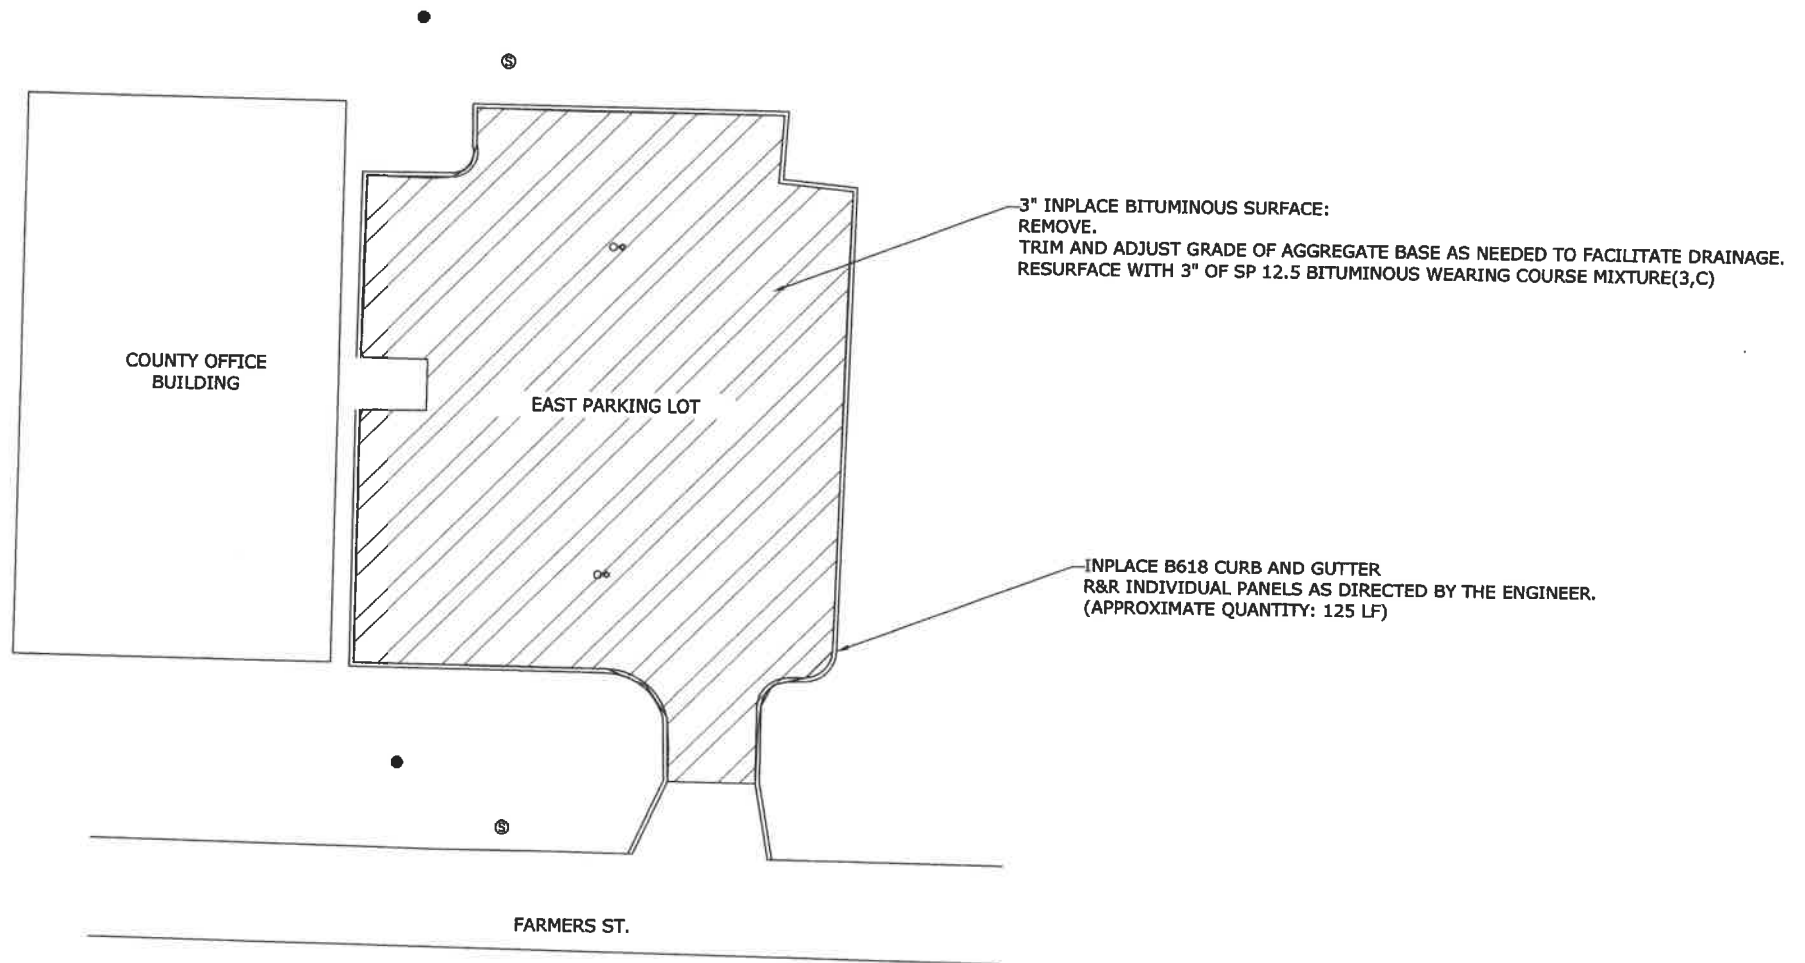 Ⓢ
3" INPLACE BITUMINOUS SURFACE:
REMOVE.
TRIM AND ADJUST GRADE OF AGGREGATE BASE AS NEEDED TO FACILITATE DRAINAGE.
RESURFACE WITH 3" OF SP 12.5 BITUMINOUS WEARING COURSE MIXTURE(3,C)
COUNTY OFFICE
BUILDING
EAST PARKING LOT
INPLACE B618 CURB AND GUTTER
R&R INDIVIDUAL PANELS AS DIRECTED BY THE ENGINEER.
(APPROXIMATE QUANTITY: 125 LF)
Ⓢ
FARMERS ST.